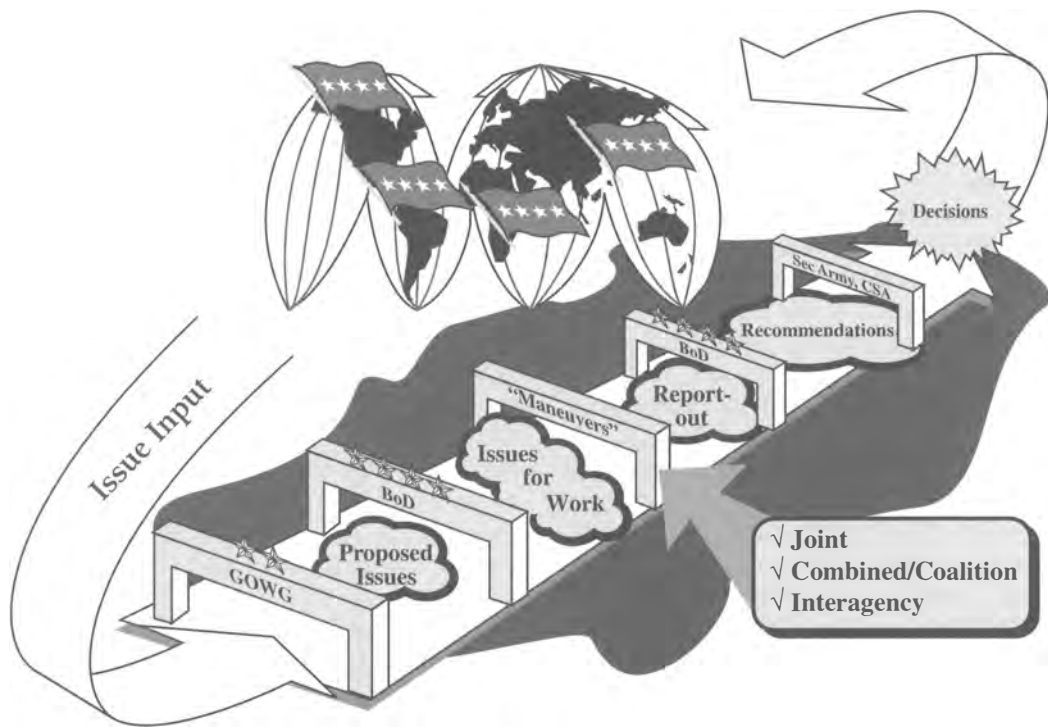 Issue Input
GOWG
Proposed
Issues
BoD
Issues
for
Work
"Maneuvers"
Report-
out
BoD
Recommendations
Sec Army, CSA
Decisions
√ Joint
√ Combined/Coalition
√ Interagency